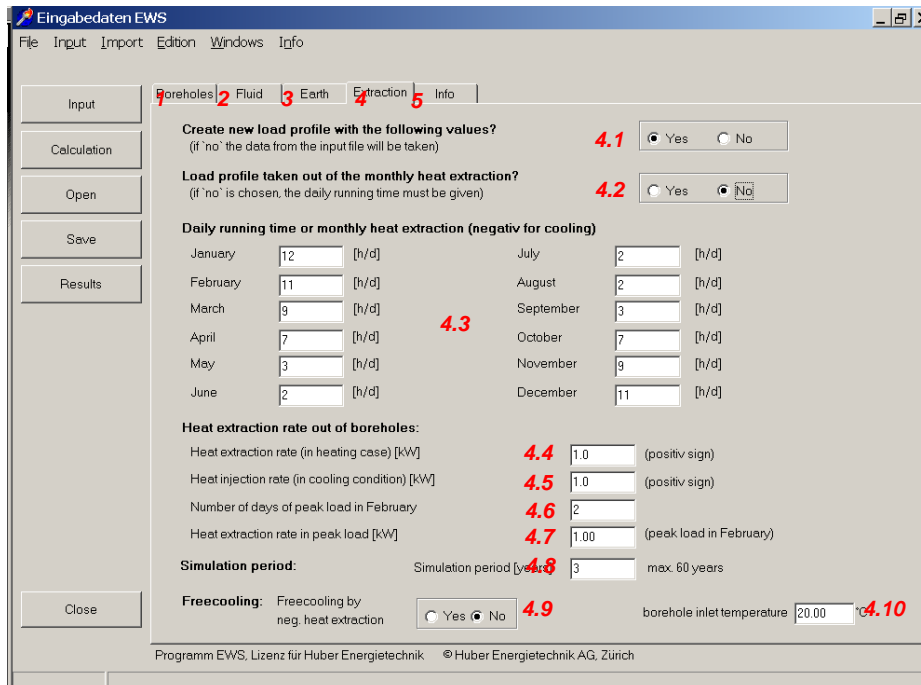 Eingabedaten EWS
File Input Import Edition Windows Info
Input
Calculation
Open
Save
Results
Close
1 Boreholes 2 Fluid 3 Earth 4 Extraction 5 Info
Create new load profile with the following values? 4.1 Yes No
(if `no` the data from the input file will be taken)
Load profile taken out of the monthly heat extraction? 4.2 Yes No
(if `no` is chosen, the daily running time must be given)
Daily running time or monthly heat extraction (negativ for cooling)
January 12 [h/d] July 2 [h/d]
February 11 [h/d] August 2 [h/d]
March 9 [h/d] September 3 [h/d]
4.3
April 7 [h/d] October 7 [h/d]
May 3 [h/d] November 9 [h/d]
June 2 [h/d] December 11 [h/d]
Heat extraction rate out of boreholes:
Heat extraction rate (in heating case) [kW] 4.4 1.0 (positiv sign)
Heat injection rate (in cooling condition) [kW] 4.5 1.0 (positiv sign)
Number of days of peak load in February 4.6 2
Heat extraction rate in peak load [kW] 4.7 1.00 (peak load in February)
Simulation period: Simulation period [years] 4.8 3 max. 60 years
Freecooling: Freecooling by neg. heat extraction Yes No 4.9 borehole inlet temperature 20.00 °C 4.10
Programm EWS, Lizenz für Huber Energietechnik © Huber Energietechnik AG, Zürich